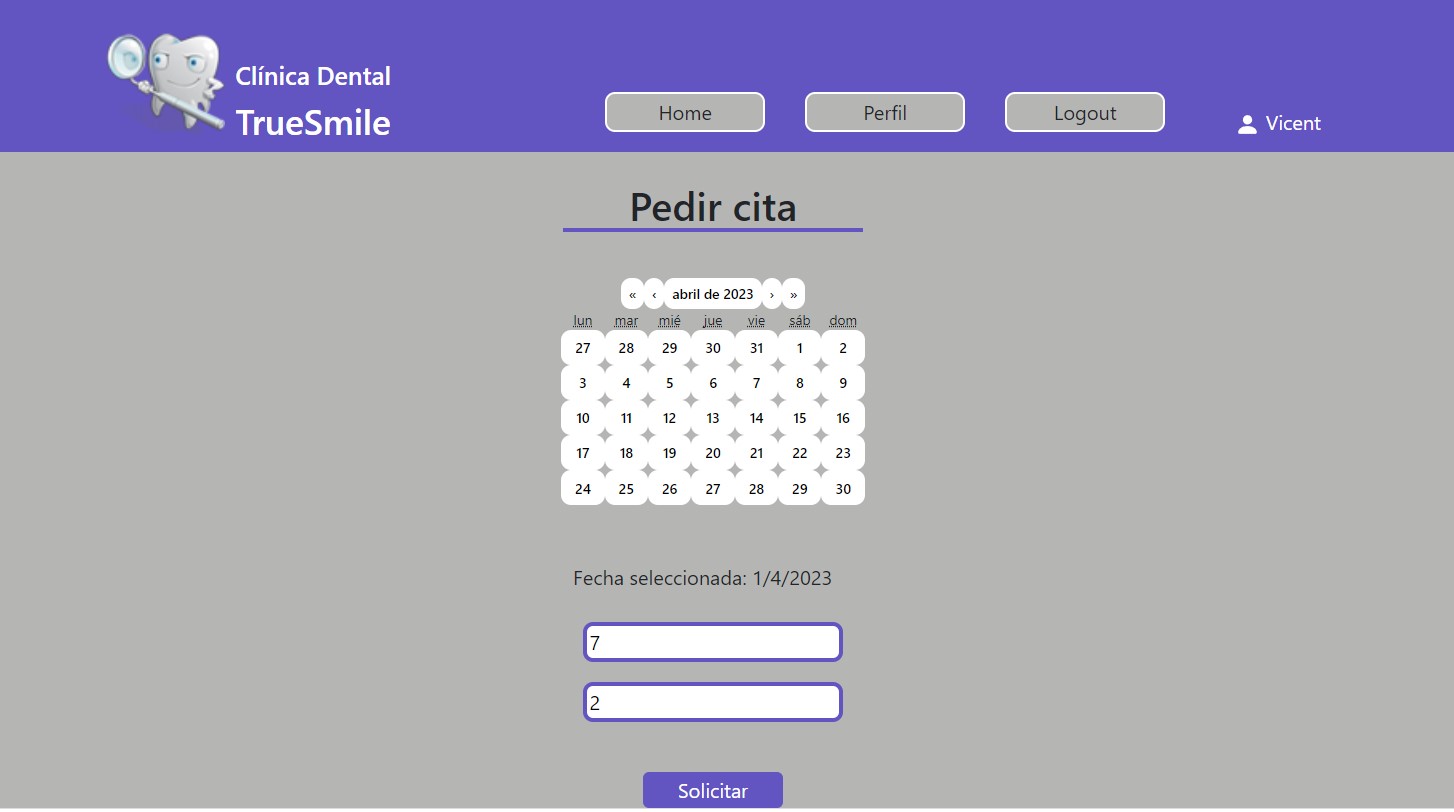 Clínica Dental
TrueSmile
Home Perfil Logout Vicent
Pedir cita
« ‹ abril de 2023 › »
lun mar mié jue vie sáb dom
27 28 29 30 31 1 2
3 4 5 6 7 8 9
10 11 12 13 14 15 16
17 18 19 20 21 22 23
24 25 26 27 28 29 30
Fecha seleccionada: 1/4/2023
7
2
Solicitar